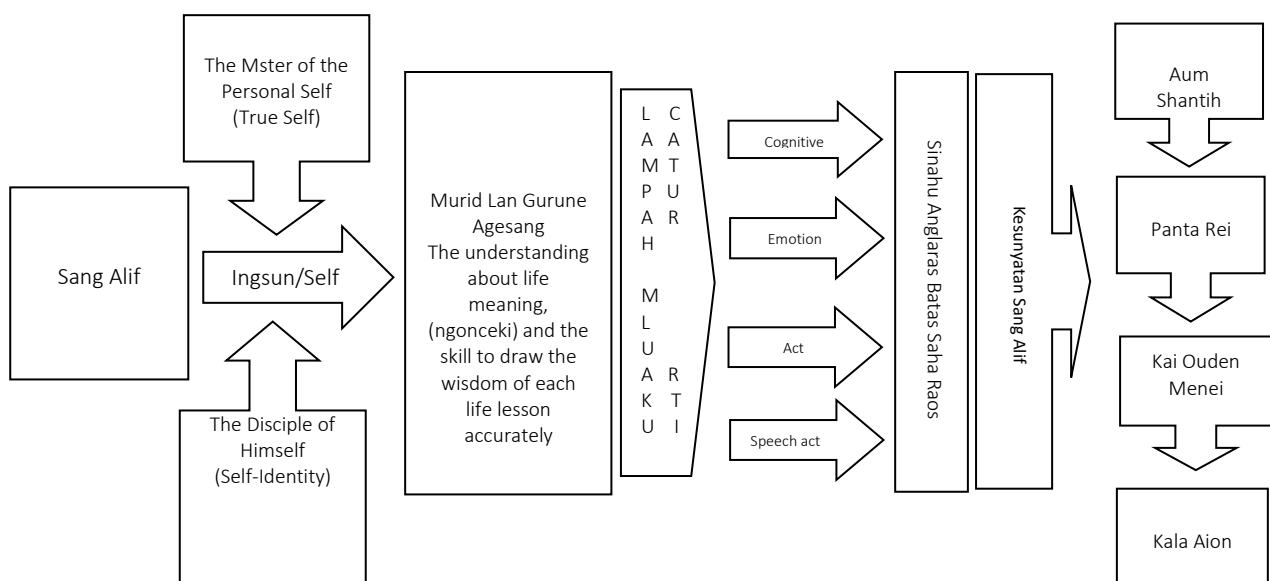 Sang Alif
The Mster of the
Personal Self
(True Self)
Ingsun/Self
The Disciple of
Himself
(Self-Identity)
Murid Lan Gurune
Agesang
The understanding
about life
meaning,
(ngonceki) and the
skill to draw the
wisdom of each
life lesson
accurately
LAMPAH MLUAKU
CATUR RTI
Cognitive
Emotion
Act
Speech act
Sinahu Anglaras Batas Saha Raos
Kesunyatan Sang Alif
Aum
Shantih
Panta Rei
Kai Ouden
Menei
Kala Aion